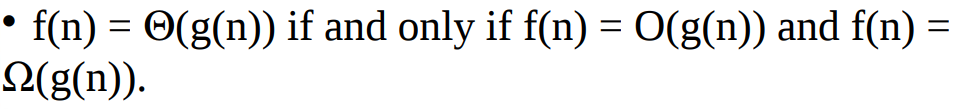 • f(n) = Θ(g(n)) if and only if f(n) = O(g(n)) and f(n) =
Ω(g(n)).